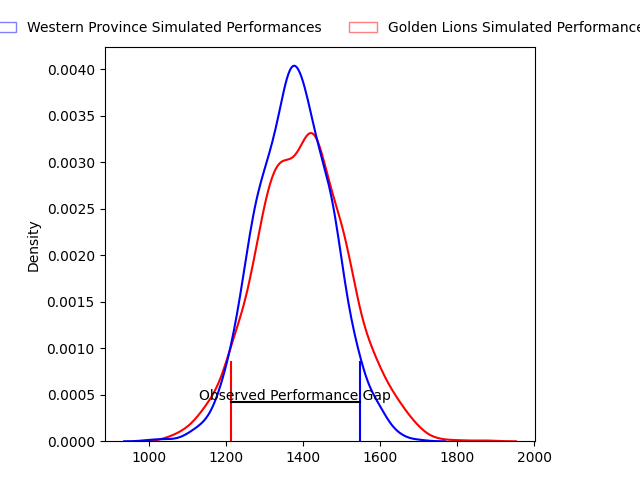 Western Province Simulated Performances
Golden Lions Simulated Performance
0.0040
0.0035
0.0030
0.0025
0.0020
0.0015
0.0010
0.0005
0.0000
Density
Observed Performance Gap
1000 1200 1400 1600 1800 2000